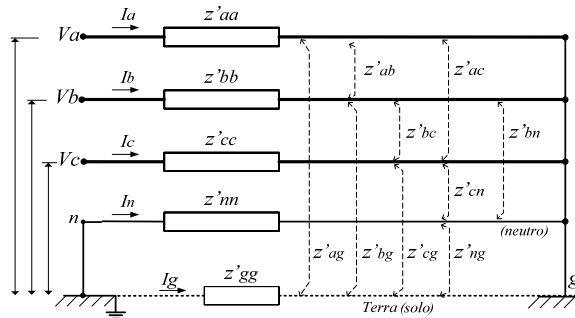 Ia z'aa
Va
z'ab z'ac
Ib z'bb
Vb
z'bc z'bn
Ic z'cc
Vc
z'cn
In z'nn
n
(neutro)
z'ag z'bg z'cg z'ng
Ig z'gg g
Terra (solo)